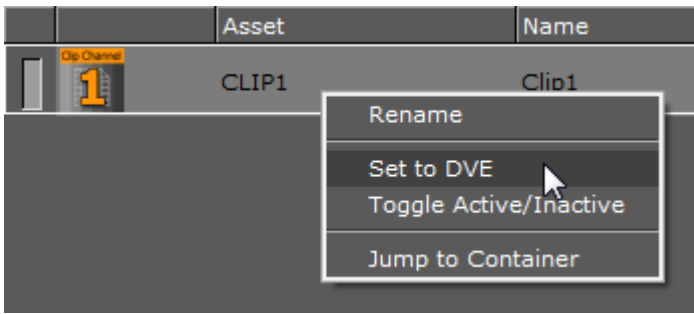 Asset Name
Clip Channel
1
CLIP1 Clip1
Rename
Set to DVE
Toggle Active/Inactive
Jump to Container